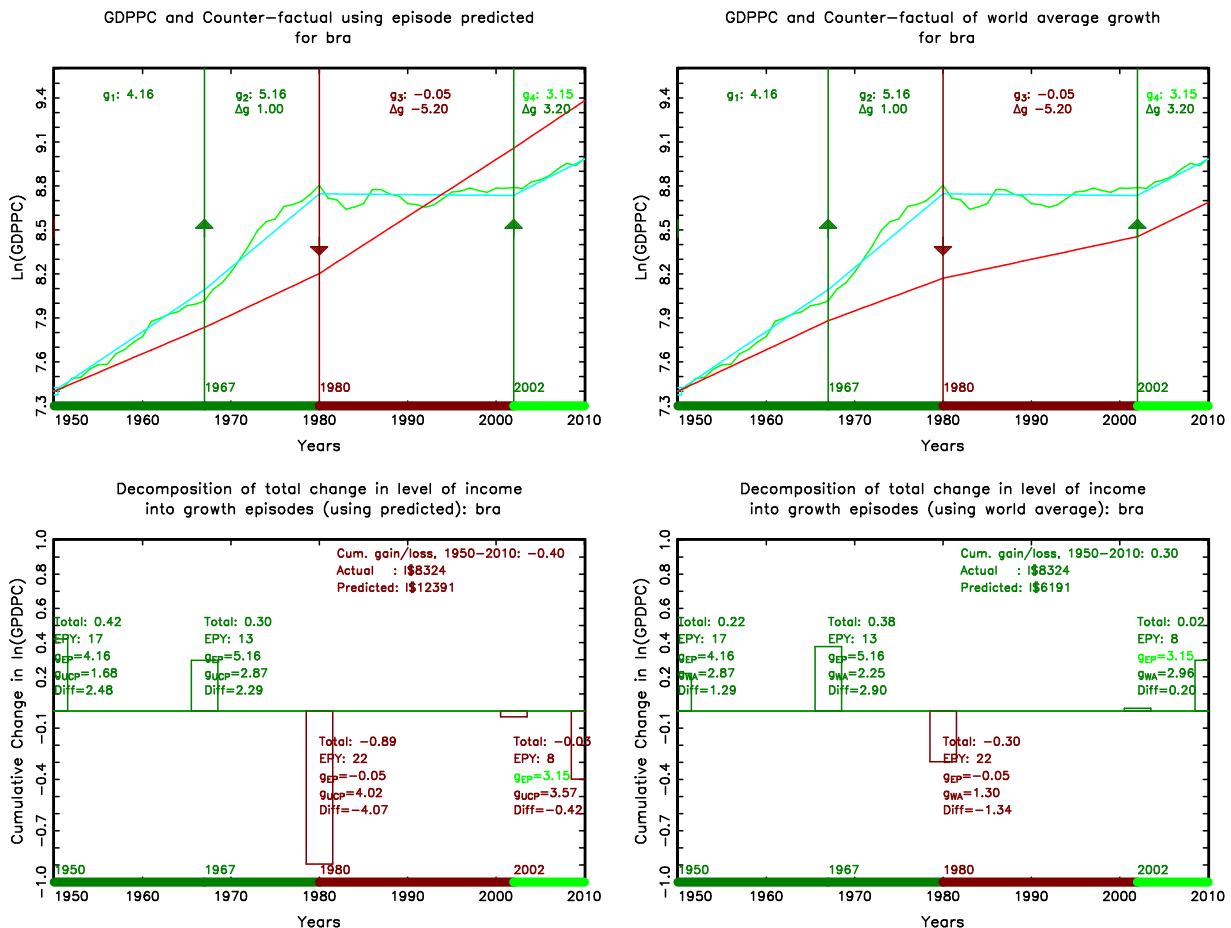 GDPPC and Counter-factual using episode predicted
for bra
g1: 4.16
g2: 5.16
Δg 1.00
g3: -0.05
Δg -5.20
g4: 3.15
Δg 3.20
Ln(GDPPC)
9.4
9.1
8.8
8.5
8.2
7.9
7.6
7.3
1967
1980
2002
1950 1960 1970 1980 1990 2000 2010
Years
GDPPC and Counter-factual of world average growth
for bra
g1: 4.16
g2: 5.16
Δg 1.00
g3: -0.05
Δg -5.20
g4: 3.15
Δg 3.20
Ln(GDPPC)
9.4
9.1
8.8
8.5
8.2
7.9
7.6
7.3
1967
1980
2002
1950 1960 1970 1980 1990 2000 2010
Years
Decomposition of total change in level of income
into growth episodes (using predicted): bra
Cum. gain/loss, 1950-2010: -0.40
Actual : I$8324
Predicted: I$12391
Total: 0.42
EPY: 17
gEP=4.16
gUCP=1.68
Diff=2.48
Total: 0.30
EPY: 13
gEP=5.16
gUCP=2.87
Diff=2.29
Total: -0.89
EPY: 22
gEP=-0.05
gUCP=4.02
Diff=-4.07
Total: -0.03
EPY: 8
gEP=3.15
gUCP=3.57
Diff=-0.42
Cumulative Change in ln(GPDPC)
1.0
0.8
0.6
0.4
0.2
-0.1
-0.4
-0.7
-1.0
1950
1967
1980
2002
1950 1960 1970 1980 1990 2000 2010
Years
Decomposition of total change in level of income
into growth episodes (using world average): bra
Cum. gain/loss, 1950-2010: 0.30
Actual : I$8324
Predicted: I$6191
Total: 0.22
EPY: 17
gEP=4.16
gWA=2.87
Diff=1.29
Total: 0.38
EPY: 13
gEP=5.16
gWA=2.25
Diff=2.90
Total: -0.30
EPY: 22
gEP=-0.05
gWA=1.30
Diff=-1.34
Total: 0.02
EPY: 8
gEP=3.15
gWA=2.96
Diff=0.20
Cumulative Change in ln(GPDPC)
1.0
0.8
0.6
0.4
0.2
-0.1
-0.4
-0.7
-1.0
1950
1967
1980
2002
1950 1960 1970 1980 1990 2000 2010
Years